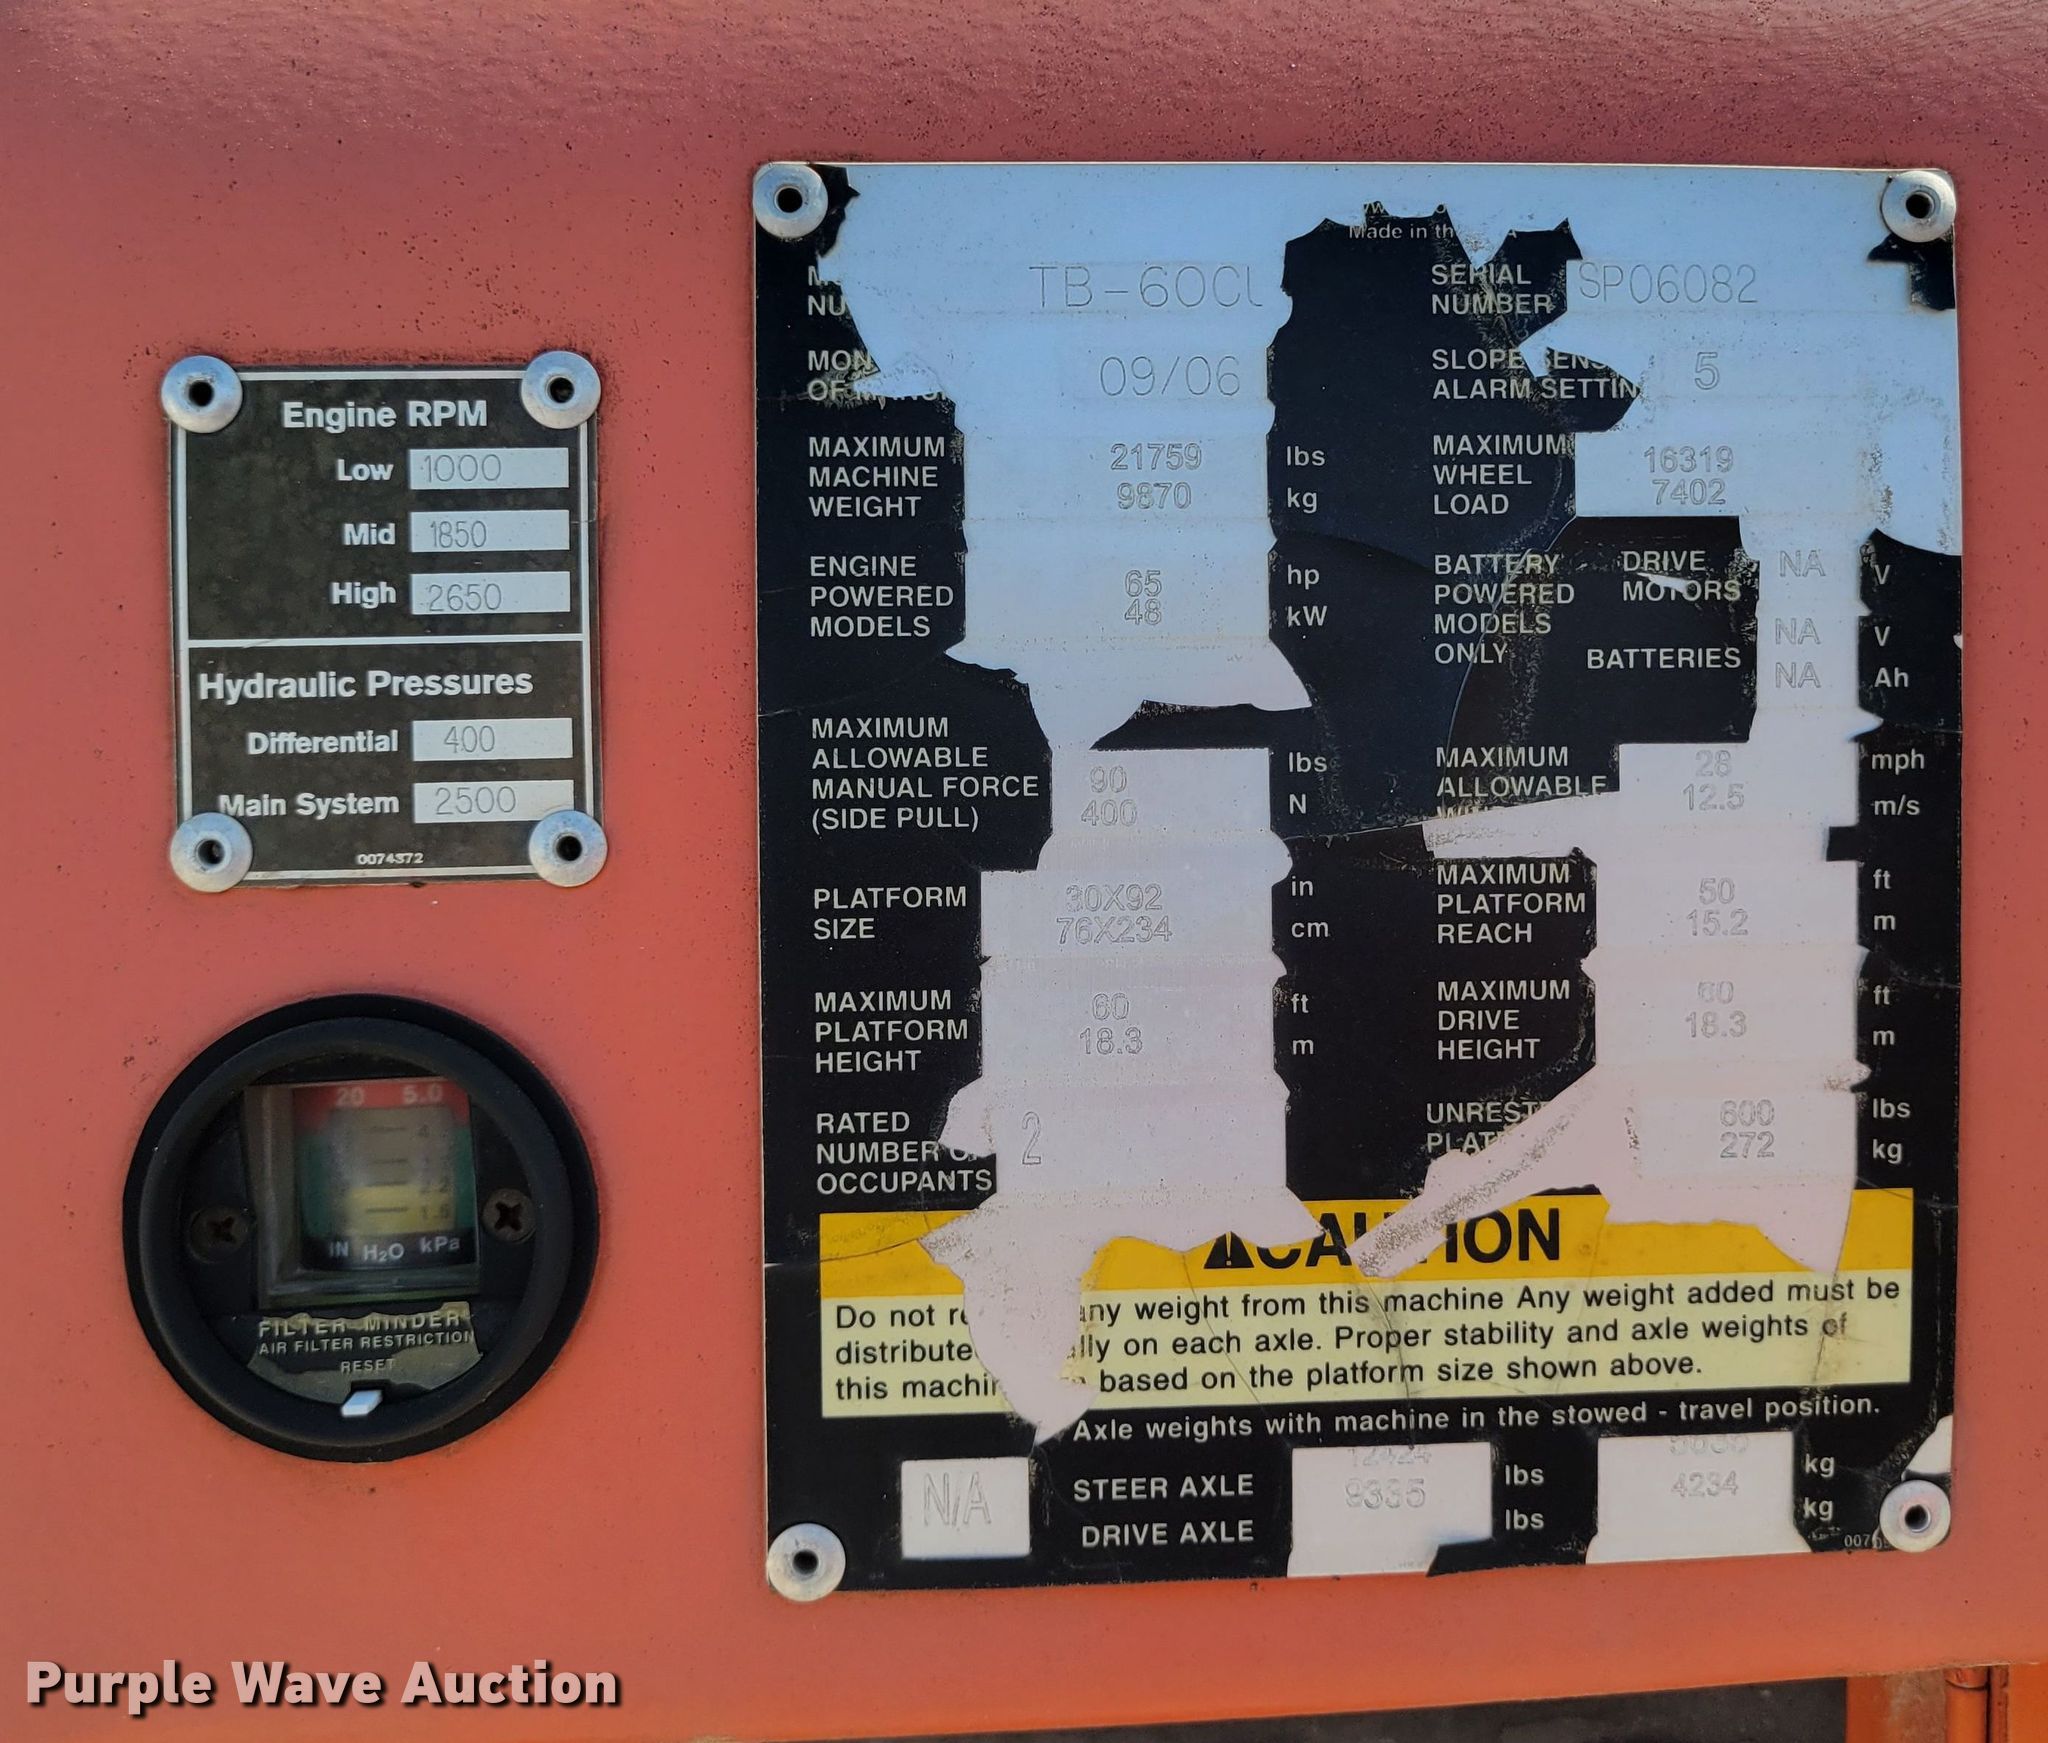 Engine RPM
Low 1000
Mid 1850
High 2650
Hydraulic Pressures
Differential 400
Main System 2500
0074372
20 5.0
IN H₂O kPa
FILTER MINDER
AIR FILTER RESTRICTION
RESET
Made in th
TB-60CL
SERIAL
NUMBER SP06082
09/06
SLOPE SEN
ALARM SETTIN 5
MAXIMUM
MACHINE
WEIGHT
21759 lbs
9870 kg
MAXIMUM
WHEEL
LOAD
16319
7402
ENGINE
POWERED
MODELS
65 hp
48 kW
BATTERY
POWERED
MODELS
ONLY
DRIVE
MOTORS
NA V
BATTERIES
NA V
NA Ah
MAXIMUM
ALLOWABLE
MANUAL FORCE
(SIDE PULL)
90 lbs
400 N
MAXIMUM
ALLOWABLE
28 mph
12.5 m/s
PLATFORM
SIZE
30X92 in
76X234 cm
MAXIMUM
PLATFORM
REACH
50 ft
15.2 m
MAXIMUM
PLATFORM
HEIGHT
60 ft
18.3 m
MAXIMUM
DRIVE
HEIGHT
60 ft
18.3 m
RATED
NUMBER O
OCCUPANTS
2
UNREST
PLAT
600 lbs
272 kg
CAUTION
Do not re any weight from this machine Any weight added must be
distribute ally on each axle. Proper stability and axle weights of
this machin based on the platform size shown above.
Axle weights with machine in the stowed - travel position.
N/A
STEER AXLE 12424 lbs kg
DRIVE AXLE 9335 lbs 4234 kg
Purple Wave Auction